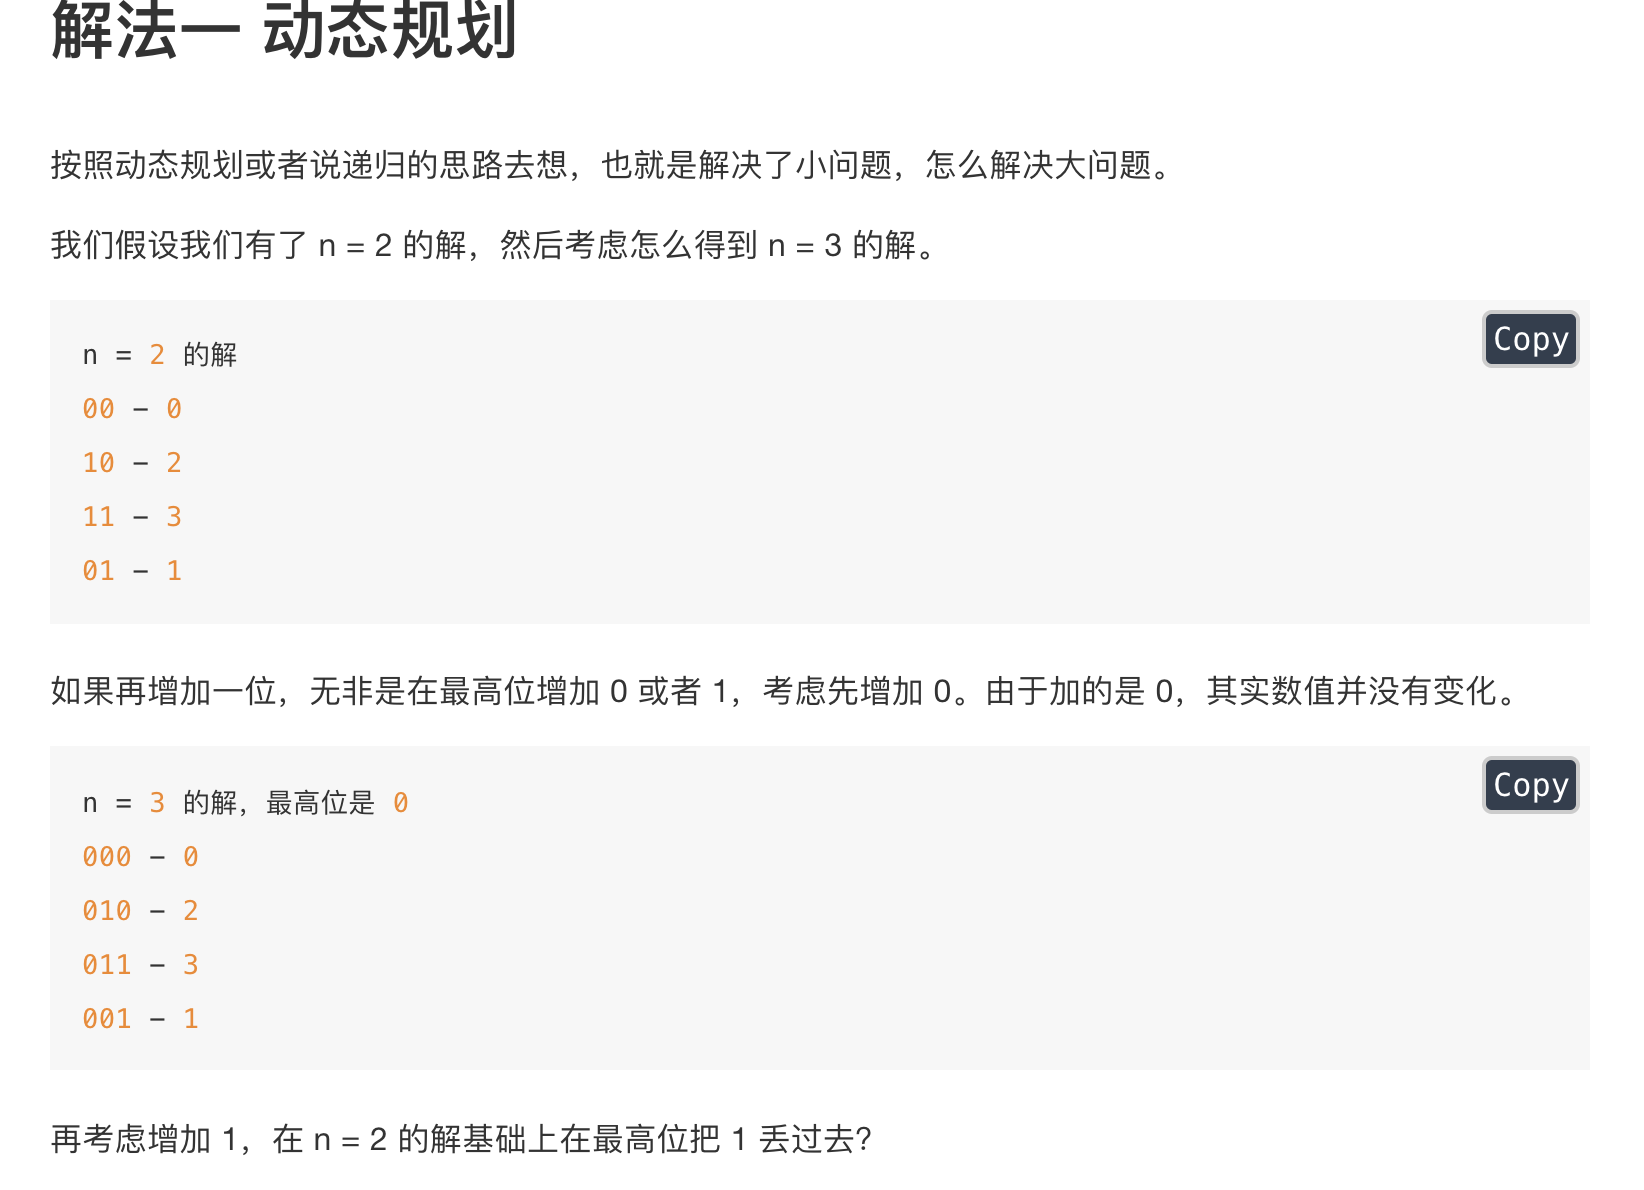 解法一 动态规划
按照动态规划或者说递归的思路去想，也就是解决了小问题，怎么解决大问题。
我们假设我们有了 n = 2 的解，然后考虑怎么得到 n = 3 的解。
Copy
n = 2 的解
00 - 0
10 - 2
11 - 3
01 - 1
如果再增加一位，无非是在最高位增加 0 或者 1，考虑先增加 0。由于加的是 0，其实数值并没有变化。
Copy
n = 3 的解，最高位是 0
000 - 0
010 - 2
011 - 3
001 - 1
再考虑增加 1，在 n = 2 的解基础上在最高位把 1 丢过去？